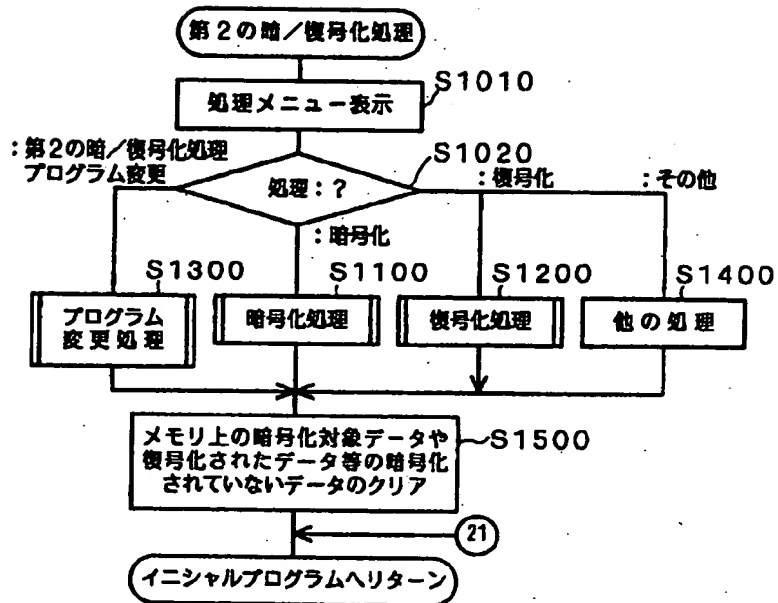 第2の暗/復号化処理
S1010
処理メニュー表示
:第2の暗/復号化処理
プログラム変更
S1020
処理:?
:復号化
:その他
:暗号化
S1300
S1100
S1200
S1400
プログラム
変更処理
暗号化処理
復号化処理
他の処理
メモリ上の暗号化対象データや
復号化されたデータ等の暗号化
されていないデータのクリア
S1500
21
イニシャルプログラムへリターン